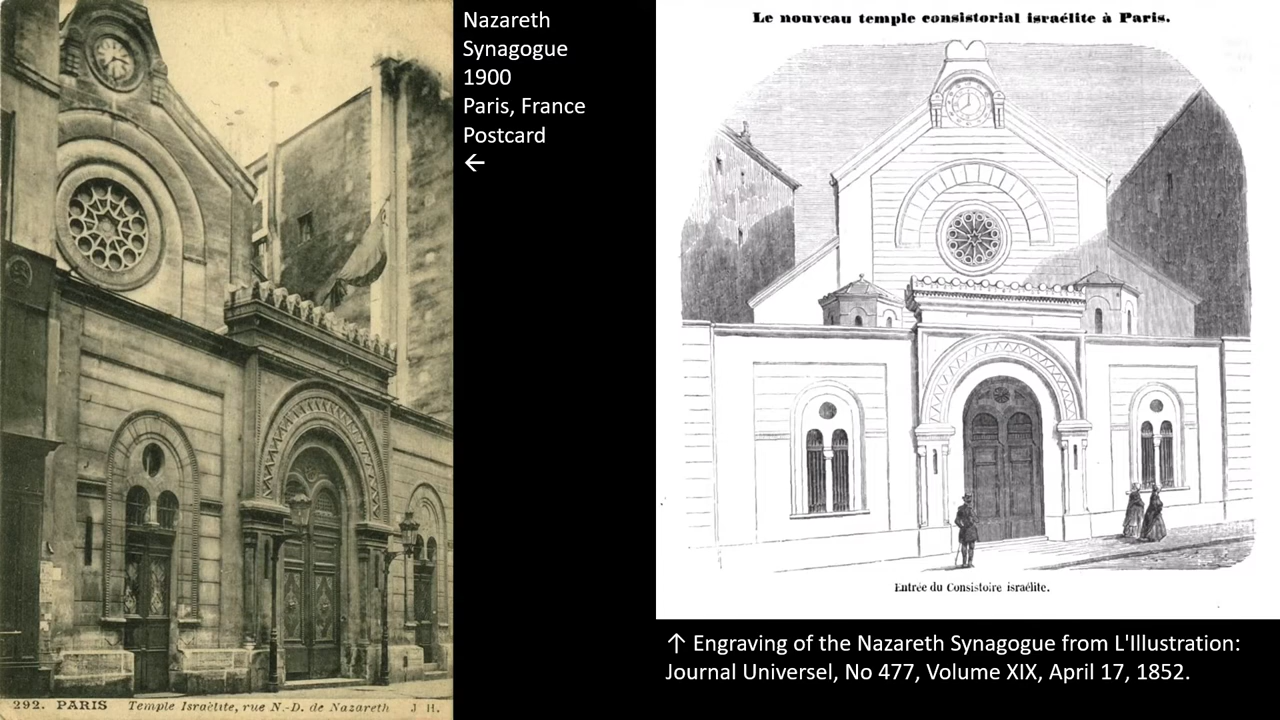 Nazareth
Synagogue
1900
Paris, France
Postcard
←
292. PARIS Temple Israëlite, rue N.-D. de Nazareth J H.
Le nouveau temple consistorial israélite à Paris.
Entrée du Consistoire israélite.
↑ Engraving of the Nazareth Synagogue from L'Illustration:
Journal Universel, No 477, Volume XIX, April 17, 1852.